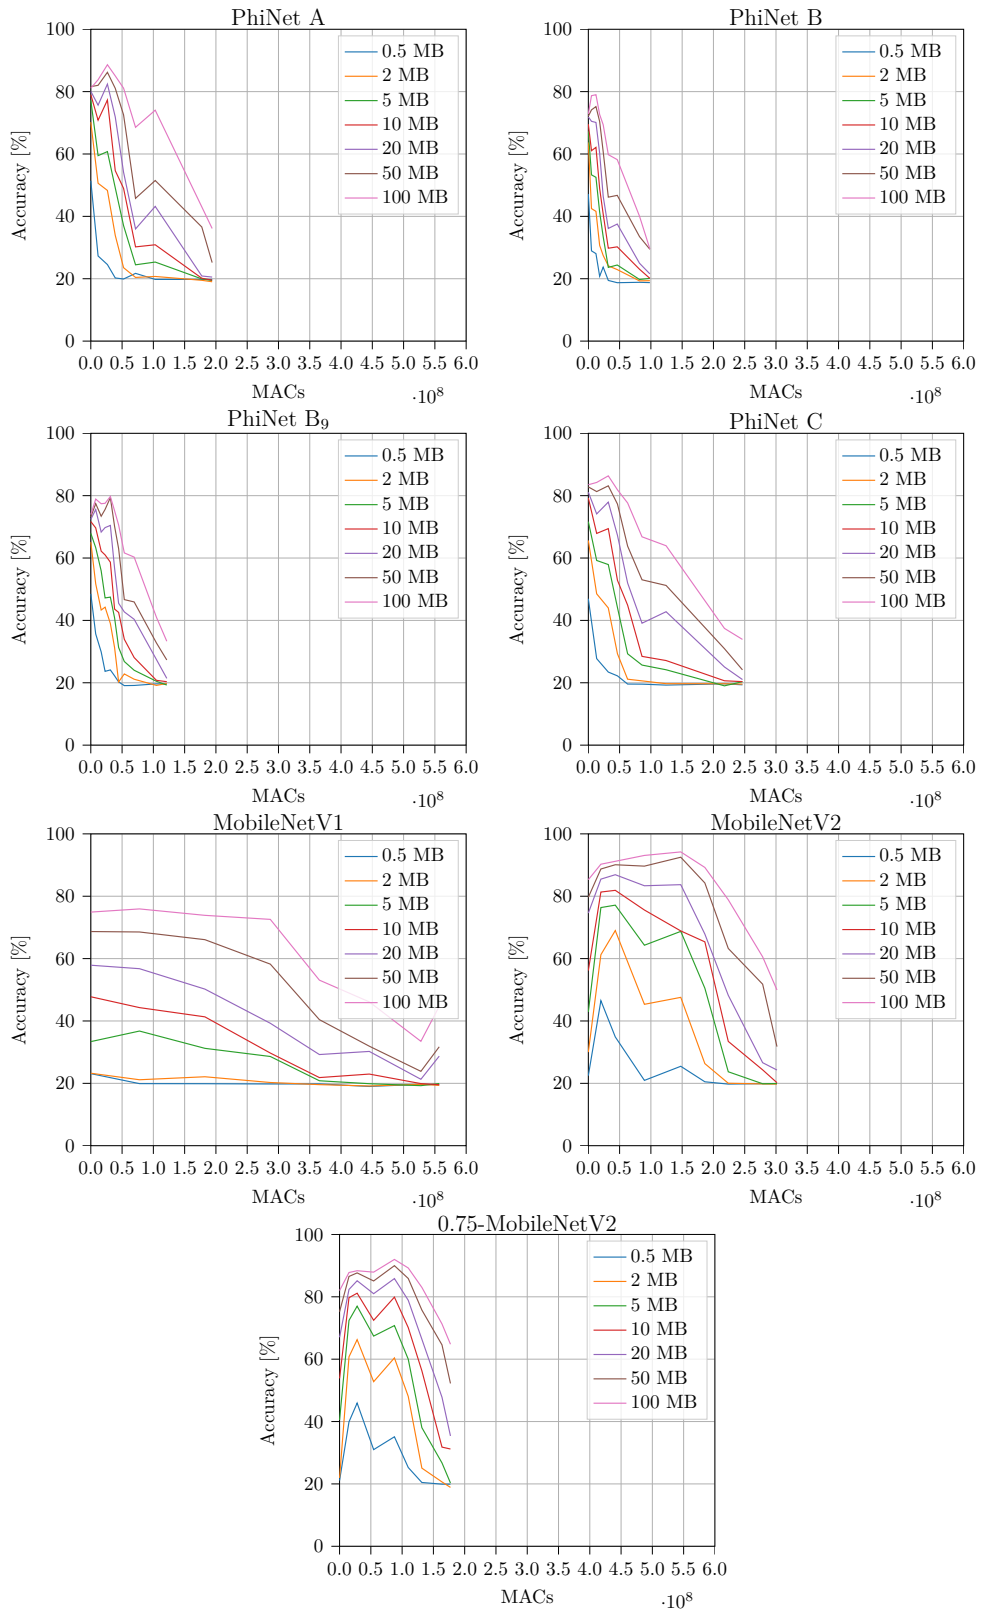 PhiNet A
100
80
60
40
20
0
Accuracy [%]
0.5 MB
2 MB
5 MB
10 MB
20 MB
50 MB
100 MB
0.0 0.5 1.0 1.5 2.0 2.5 3.0 3.5 4.0 4.5 5.0 5.5 6.0
MACs
·10⁸
PhiNet B
100
80
60
40
20
0
Accuracy [%]
0.5 MB
2 MB
5 MB
10 MB
20 MB
50 MB
100 MB
0.0 0.5 1.0 1.5 2.0 2.5 3.0 3.5 4.0 4.5 5.0 5.5 6.0
MACs
·10⁸
PhiNet B₉
100
80
60
40
20
0
Accuracy [%]
0.5 MB
2 MB
5 MB
10 MB
20 MB
50 MB
100 MB
0.0 0.5 1.0 1.5 2.0 2.5 3.0 3.5 4.0 4.5 5.0 5.5 6.0
MACs
·10⁸
PhiNet C
100
80
60
40
20
0
Accuracy [%]
0.5 MB
2 MB
5 MB
10 MB
20 MB
50 MB
100 MB
0.0 0.5 1.0 1.5 2.0 2.5 3.0 3.5 4.0 4.5 5.0 5.5 6.0
MACs
·10⁸
MobileNetV1
100
80
60
40
20
0
Accuracy [%]
0.5 MB
2 MB
5 MB
10 MB
20 MB
50 MB
100 MB
0.0 0.5 1.0 1.5 2.0 2.5 3.0 3.5 4.0 4.5 5.0 5.5 6.0
MACs
·10⁸
MobileNetV2
100
80
60
40
20
0
Accuracy [%]
0.5 MB
2 MB
5 MB
10 MB
20 MB
50 MB
100 MB
0.0 0.5 1.0 1.5 2.0 2.5 3.0 3.5 4.0 4.5 5.0 5.5 6.0
MACs
·10⁸
0.75-MobileNetV2
100
80
60
40
20
0
Accuracy [%]
0.5 MB
2 MB
5 MB
10 MB
20 MB
50 MB
100 MB
0.0 0.5 1.0 1.5 2.0 2.5 3.0 3.5 4.0 4.5 5.0 5.5 6.0
MACs
·10⁸